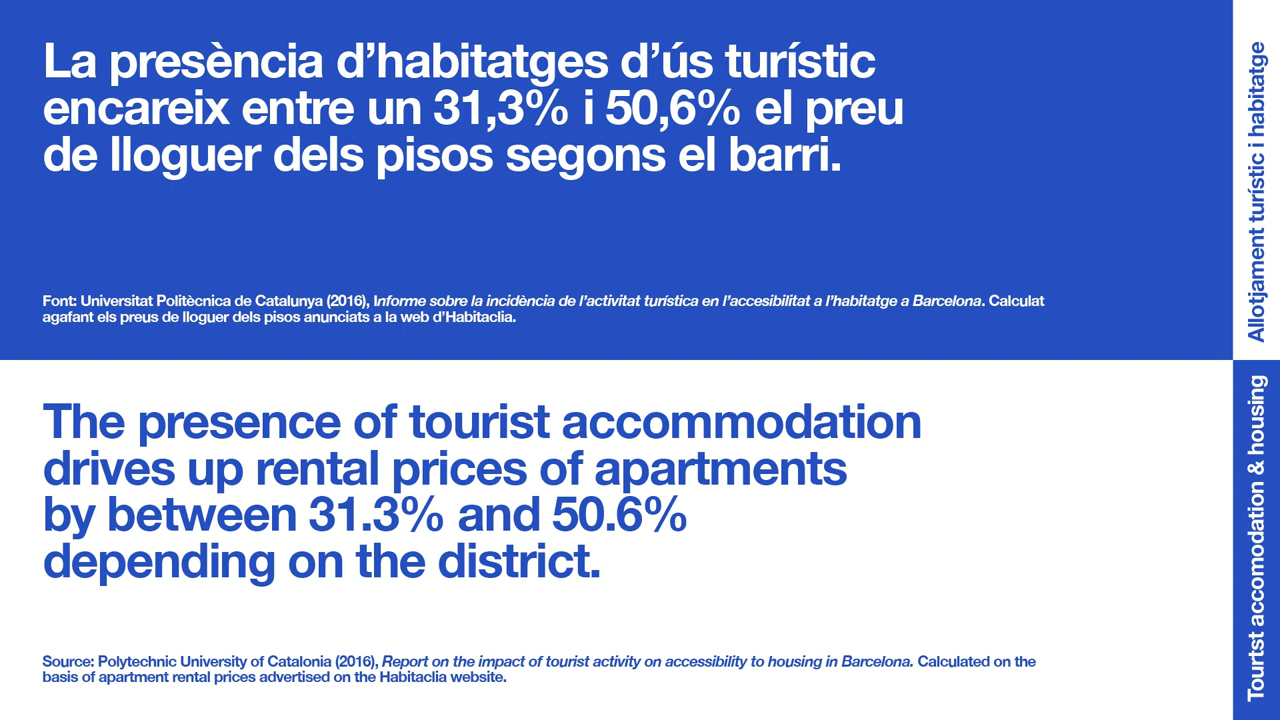 La presència d’habitatges d’ús turístic
encareix entre un 31,3% i 50,6% el preu
de lloguer dels pisos segons el barri.
Font: Universitat Politècnica de Catalunya (2016), Informe sobre la incidència de l’activitat turística en l’accesibilitat a l’habitatge a Barcelona. Calculat
agafant els preus de lloguer dels pisos anunciats a la web d’Habitaclia.
Allotjament turístic i habitatge
The presence of tourist accommodation
drives up rental prices of apartments
by between 31.3% and 50.6%
depending on the district.
Source: Polytechnic University of Catalonia (2016), Report on the impact of tourist activity on accessibility to housing in Barcelona. Calculated on the
basis of apartment rental prices advertised on the Habitaclia website.
Tourtst accomodation & housing